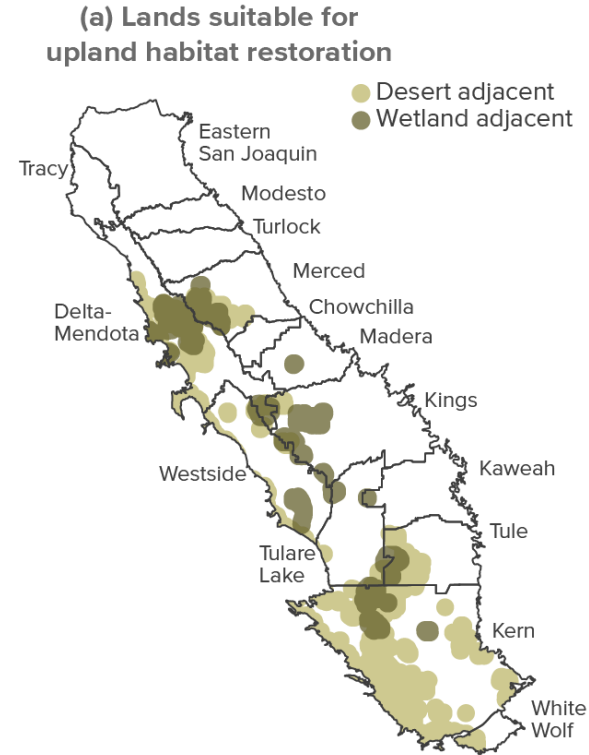 (a) Lands suitable for
upland habitat restoration
Desert adjacent
Wetland adjacent
Eastern
San Joaquin
Tracy
Modesto
Turlock
Merced
Delta-
Mendota
Chowchilla
Madera
Kings
Westside
Kaweah
Tule
Tulare
Lake
Kern
White
Wolf